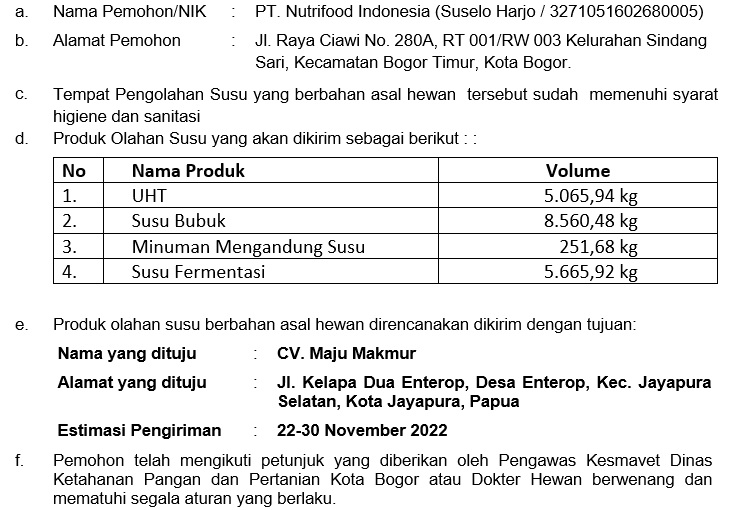 a. Nama Pemohon/NIK : PT. Nutrifood Indonesia (Suselo Harjo / 3271051602680005)
b. Alamat Pemohon : Jl. Raya Ciawi No. 280A, RT 001/RW 003 Kelurahan Sindang
Sari, Kecamatan Bogor Timur, Kota Bogor.
c. Tempat Pengolahan Susu yang berbahan asal hewan tersebut sudah memenuhi syarat
higiene dan sanitasi
d. Produk Olahan Susu yang akan dikirim sebagai berikut : :
No Nama Produk Volume
1. UHT 5.065,94 kg
2. Susu Bubuk 8.560,48 kg
3. Minuman Mengandung Susu 251,68 kg
4. Susu Fermentasi 5.665,92 kg
e. Produk olahan susu berbahan asal hewan direncanakan dikirim dengan tujuan:
Nama yang dituju : CV. Maju Makmur
Alamat yang dituju : Jl. Kelapa Dua Enterop, Desa Enterop, Kec. Jayapura
Selatan, Kota Jayapura, Papua
Estimasi Pengiriman : 22-30 November 2022
f. Pemohon telah mengikuti petunjuk yang diberikan oleh Pengawas Kesmavet Dinas
Ketahanan Pangan dan Pertanian Kota Bogor atau Dokter Hewan berwenang dan
mematuhi segala aturan yang berlaku.